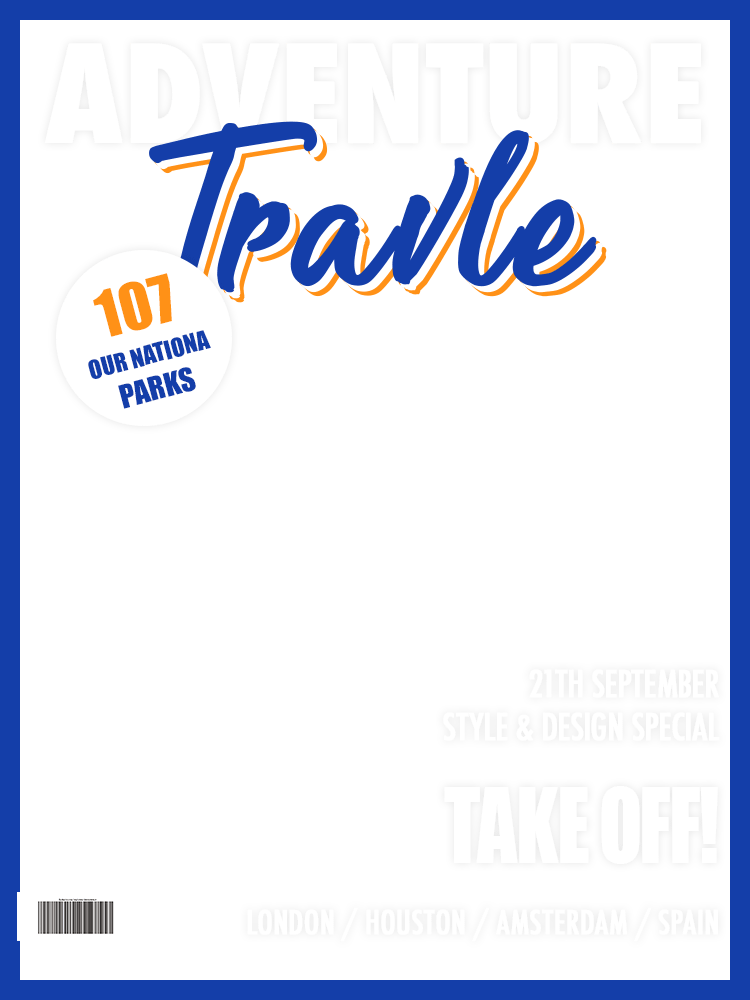 ADVENTURE
Travle
107
OUR NATIONA
PARKS
21TH SEPTEMBER
STYLE & DESIGN SPECIAL
TAKE OFF!
LONDON / HOUSTON / AMSTERDAM / SPAIN